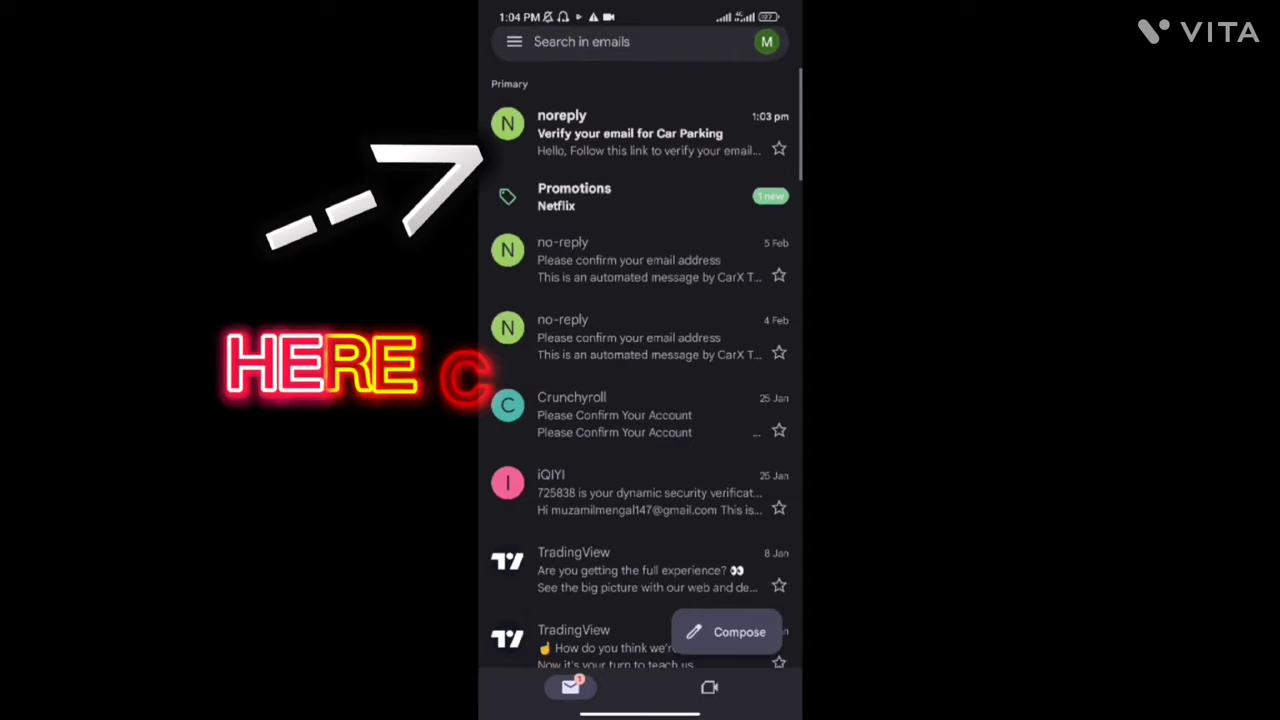 1:04 PM
VITA
Search in emails
M
Primary
N
noreply
1:03 pm
Verify your email for Car Parking
Hello, Follow this link to verify your email...
Promotions
1 new
Netflix
N
no-reply
5 Feb
Please confirm your email address
This is an automated message by CarX T...
N
no-reply
4 Feb
Please confirm your email address
This is an automated message by CarX T...
HERE C
C
Crunchyroll
25 Jan
Please Confirm Your Account
Please Confirm Your Account ...
I
iQIYI
25 Jan
725838 is your dynamic security verificat...
Hi muzamilmengal147@gmail.com This is...
TradingView
8 Jan
Are you getting the full experience? 👀
See the big picture with our web and de...
TradingView
☝ How do you think we're
Now it's your turn to teach us
Compose
1